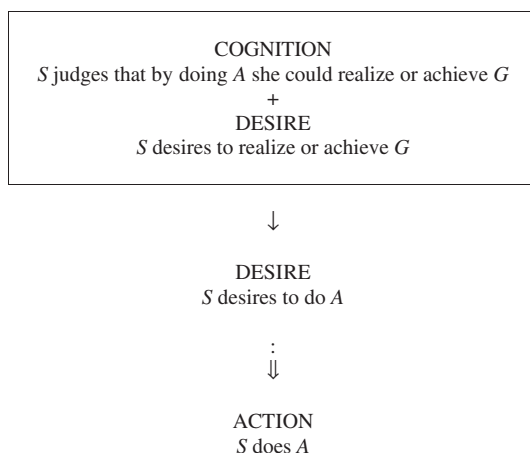 COGNITION
S judges that by doing A she could realize or achieve G
+
DESIRE
S desires to realize or achieve G
↓
DESIRE
S desires to do A
:
⇓
ACTION
S does A